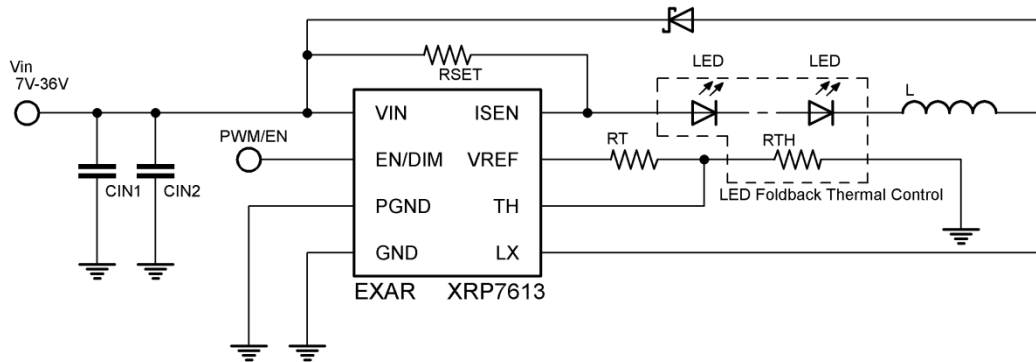 Vin
7V-36V
RSET
LED LED
L
VIN ISEN
PWM/EN
EN/DIM VREF
RT
RTH
CIN1 CIN2
PGND TH
LED Foldback Thermal Control
GND LX
EXAR XRP7613